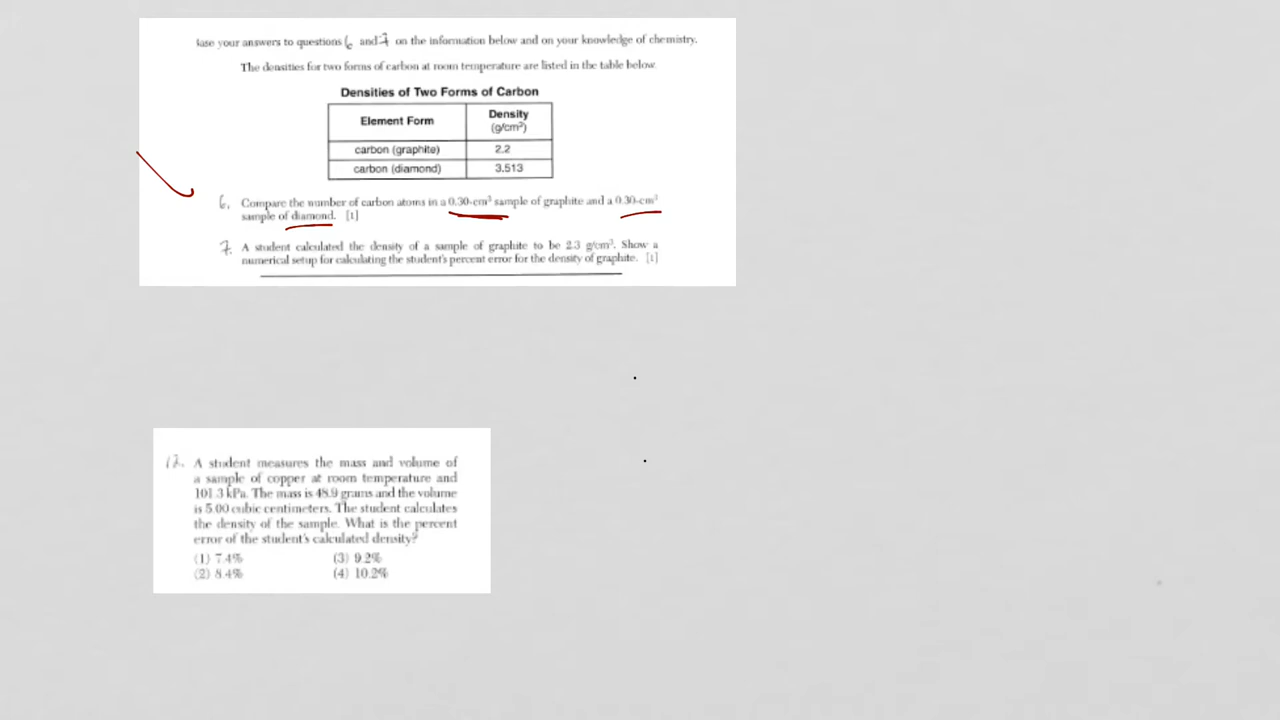 Base your answers to questions 6 and 7 on the information below and on your knowledge of chemistry.
The densities for two forms of carbon at room temperature are listed in the table below.
Densities of Two Forms of Carbon
Element Form Density (g/cm³)
carbon (graphite) 2.2
carbon (diamond) 3.513
6. Compare the number of carbon atoms in a 0.30-cm³ sample of graphite and a 0.30-cm³
sample of diamond. [1]
7. A student calculated the density of a sample of graphite to be 2.3 g/cm³. Show a
numerical setup for calculating the student's percent error for the density of graphite. [1]
12. A student measures the mass and volume of
a sample of copper at room temperature and
101.3 kPa. The mass is 48.9 grams and the volume
is 5.00 cubic centimeters. The student calculates
the density of the sample. What is the percent
error of the student's calculated density?
(1) 7.4% (3) 9.2%
(2) 8.4% (4) 10.2%